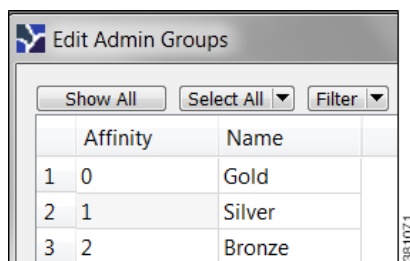 Edit Admin Groups
Show All Select All Filter
Affinity Name
1 0 Gold
2 1 Silver
3 2 Bronze
381071